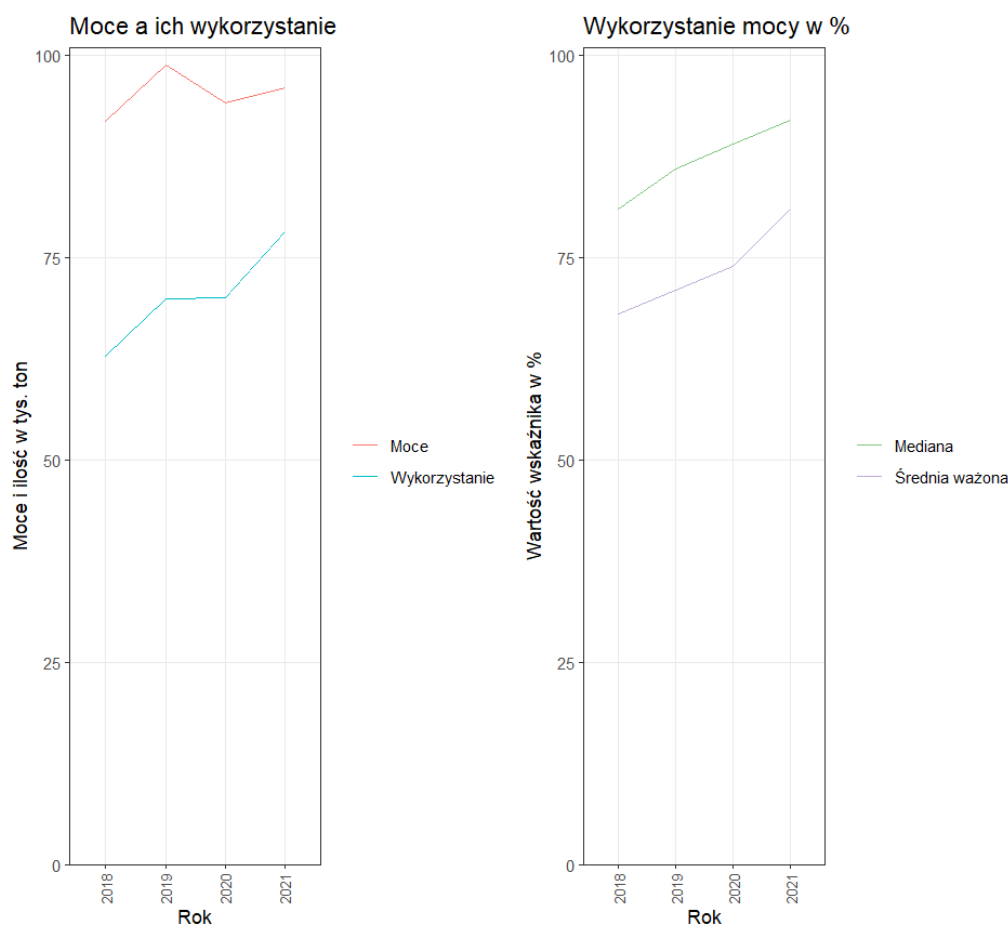 Moce a ich wykorzystanie
Moce i ilość w tys. ton
100
75
50
25
0
2018
2019
2020
2021
Rok
Moce
Wykorzystanie
Wykorzystanie mocy w %
Wartość wskaźnika w %
100
75
50
25
0
2018
2019
2020
2021
Rok
Mediana
Średnia ważona